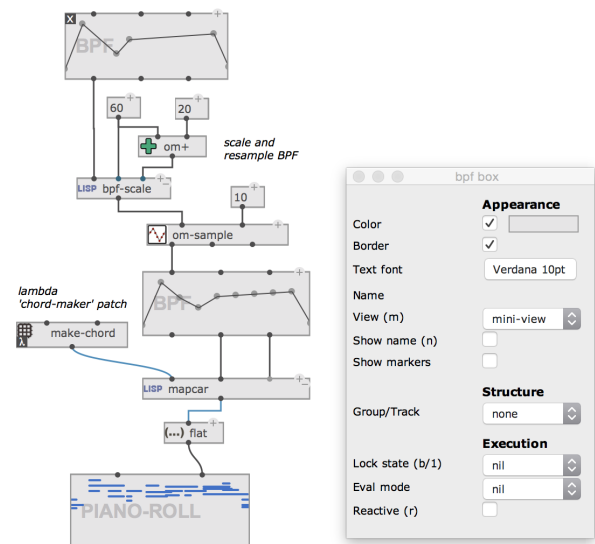 X
BPF
60
20
om+
scale and
resample BPF
LISP bpf-scale
10
om-sample
BPF
lambda
'chord-maker' patch
make-chord
λ
LISP mapcar
(...) flat
PIANO-ROLL
bpf box
Appearance
Color
Border
Text font Verdana 10pt
Name
View (m) mini-view
Show name (n)
Show markers
Structure
Group/Track none
Execution
Lock state (b/1) nil
Eval mode nil
Reactive (r)